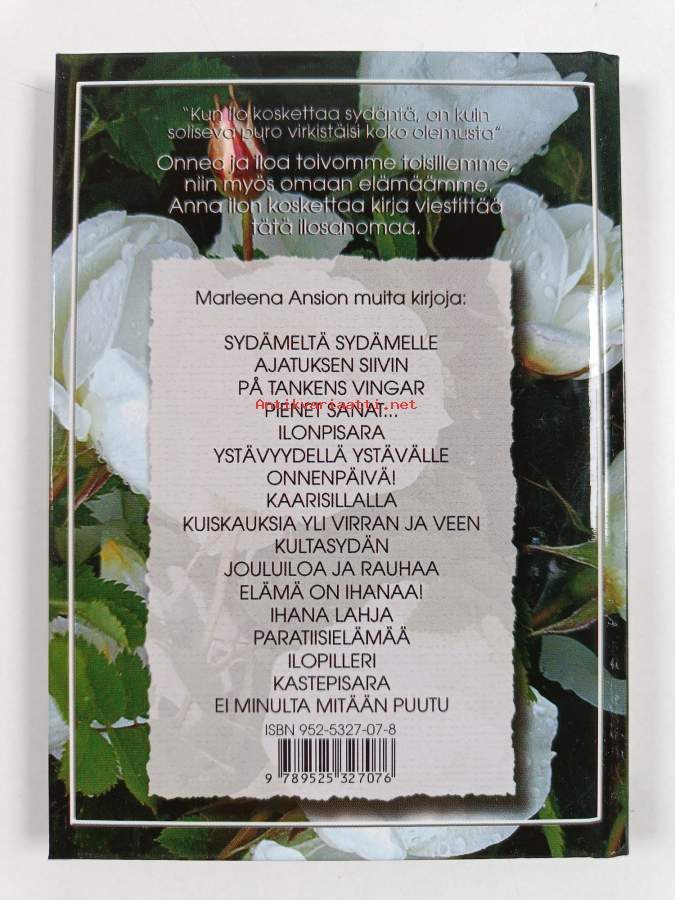 "Kun ilo koskettaa sydäntä, on kuin
soliseva puro virkistäisi koko olemusta"
Onnea ja iloa toivomme toisillemme,
niin myös omaan elämäämme.
Anna ilon koskettaa kirja viestittää
tätä ilosanomaa.
Marleena Ansion muita kirjoja:
SYDÄMELTÄ SYDÄMELLE
AJATUKSEN SIIVIN
PÅ TANKENS VINGAR
Antikvariaatti.net
PIENET SANAT...
ILONPISARA
YSTÄVYYDELLÄ YSTÄVÄLLE
ONNENPÄIVÄ!
KAARISILLALLA
KUISKAUKSIA YLI VIRRAN JA VEEN
KULTASYDÄN
JOULUILOA JA RAUHAA
ELÄMÄ ON IHANAA!
IHANA LAHJA
PARATIISIELÄMÄÄ
ILOPILLERI
KASTEPISARA
EI MINULTA MITÄÄN PUUTU
ISBN 952-5327-07-8
9 789525 327076